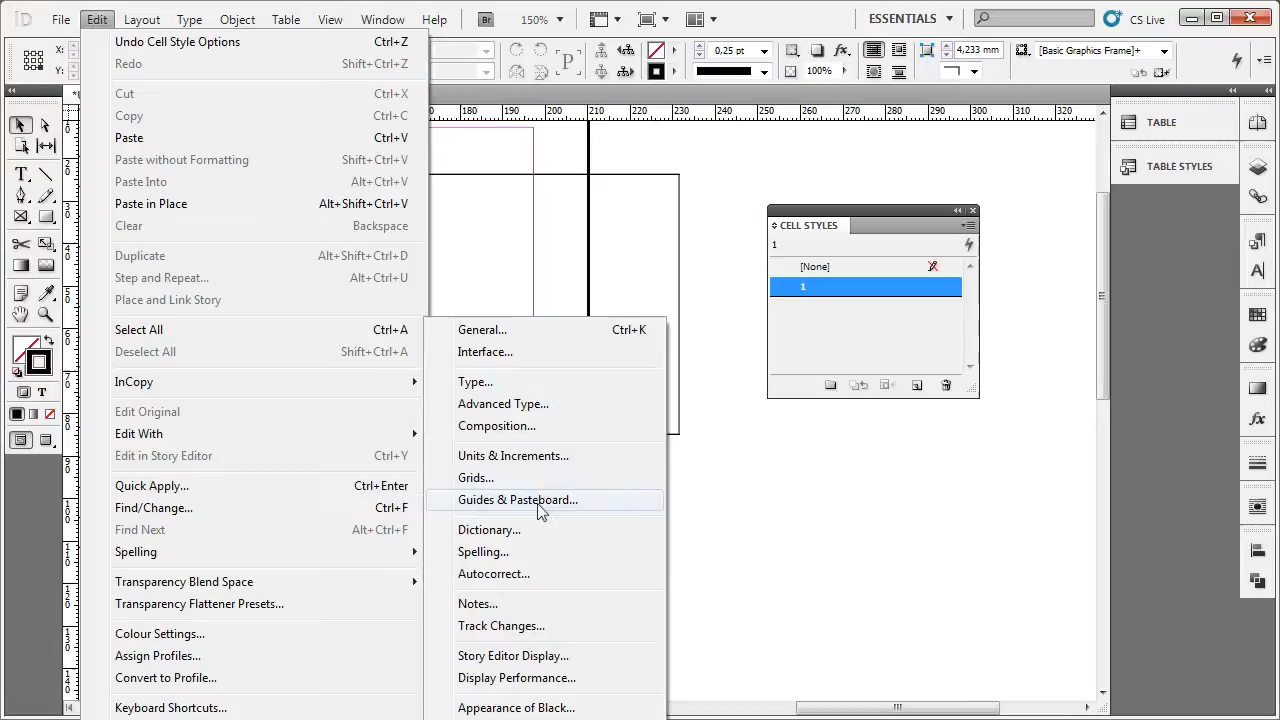 ID File Edit Layout Type Object Table View Window Help Br 150% ESSENTIALS CS Live
X:
Y:
0,25 pt
100%
4,233 mm
[Basic Graphics Frame]+
180 190 200 210 220 230 240 250 260 270 280 290 300 310 320
Undo Cell Style Options Ctrl+Z
Redo Shift+Ctrl+Z
Cut Ctrl+X
Copy Ctrl+C
Paste Ctrl+V
Paste without Formatting Shift+Ctrl+V
Paste Into Alt+Ctrl+V
Paste in Place Alt+Shift+Ctrl+V
Clear Backspace
Duplicate Alt+Shift+Ctrl+D
Step and Repeat... Alt+Ctrl+U
Place and Link Story
Select All Ctrl+A
Deselect All Shift+Ctrl+A
InCopy
Edit Original
Edit With
Edit in Story Editor Ctrl+Y
Quick Apply... Ctrl+Enter
Find/Change... Ctrl+F
Find Next Alt+Ctrl+F
Spelling
Transparency Blend Space
Transparency Flattener Presets...
Colour Settings...
Assign Profiles...
Convert to Profile...
Keyboard Shortcuts...
General... Ctrl+K
Interface...
Type...
Advanced Type...
Composition...
Units & Increments...
Grids...
Guides & Pasteboard...
Dictionary...
Spelling...
Autocorrect...
Notes...
Track Changes...
Story Editor Display...
Display Performance...
Appearance of Black...
CELL STYLES
1
[None]
1
TABLE
TABLE STYLES